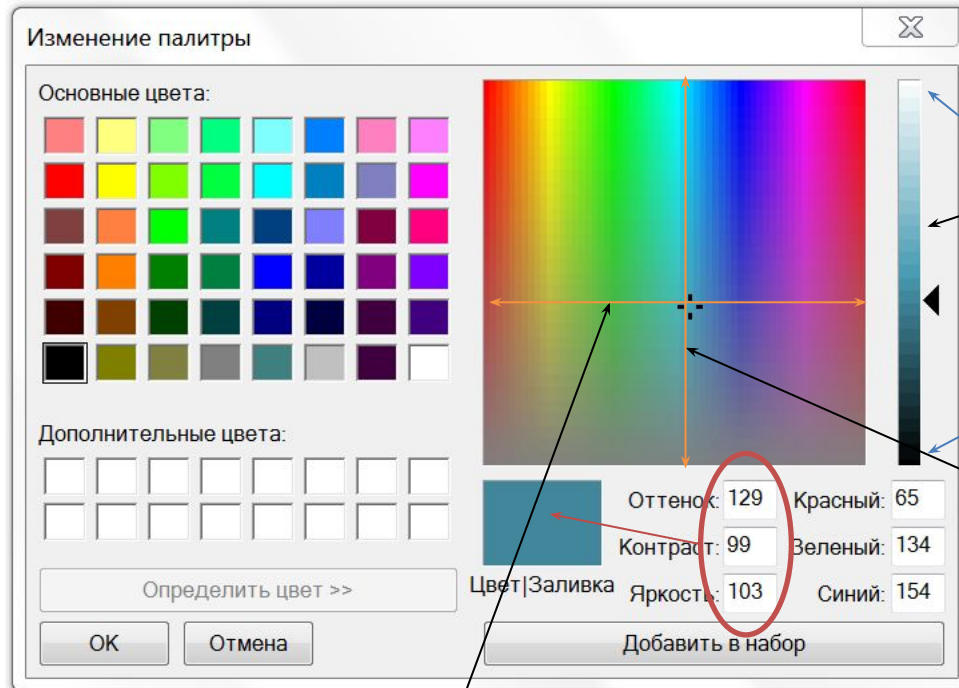 Изменение палитры
Основные цвета:
Дополнительные цвета:
Определить цвет >>
OK
Отмена
Цвет|Заливка
Оттенок: 129
Контраст: 99
Яркость: 103
Красный: 65
Зеленый: 134
Синий: 154
Добавить в набор